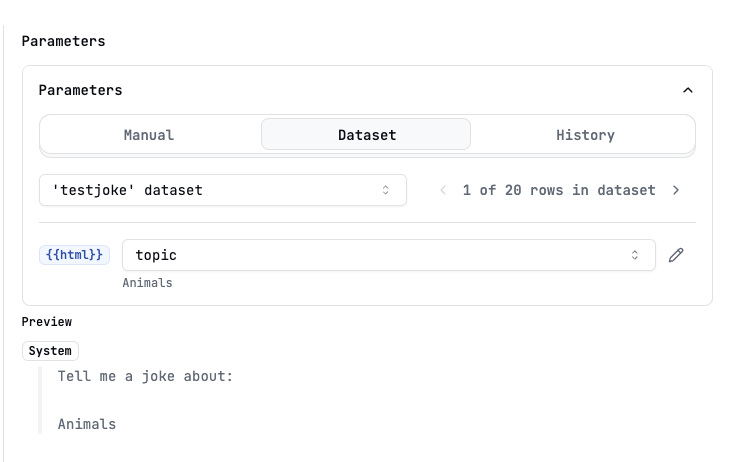 Parameters
Parameters
Manual Dataset History
'testjoke' dataset 1 of 20 rows in dataset
{{html}} topic
Animals
Preview
System
Tell me a joke about:
Animals